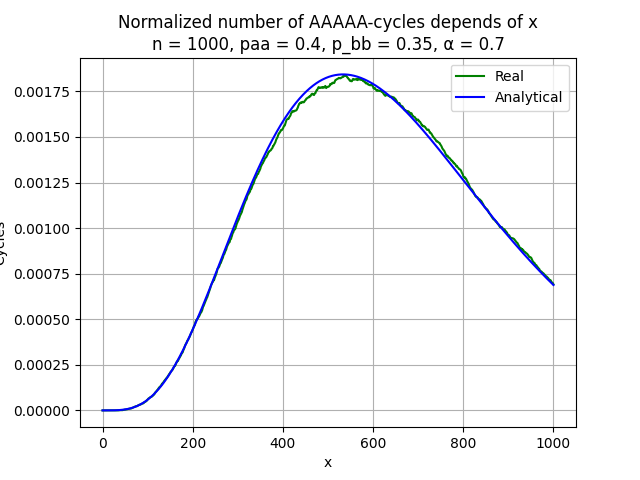 Normalized number of AAAAA-cycles depends of x
n = 1000, paa = 0.4, p_bb = 0.35, α = 0.7
Real
Analytical
0.00175
0.00150
0.00125
0.00100
0.00075
0.00050
0.00025
0.00000
0 200 400 600 800 1000
x